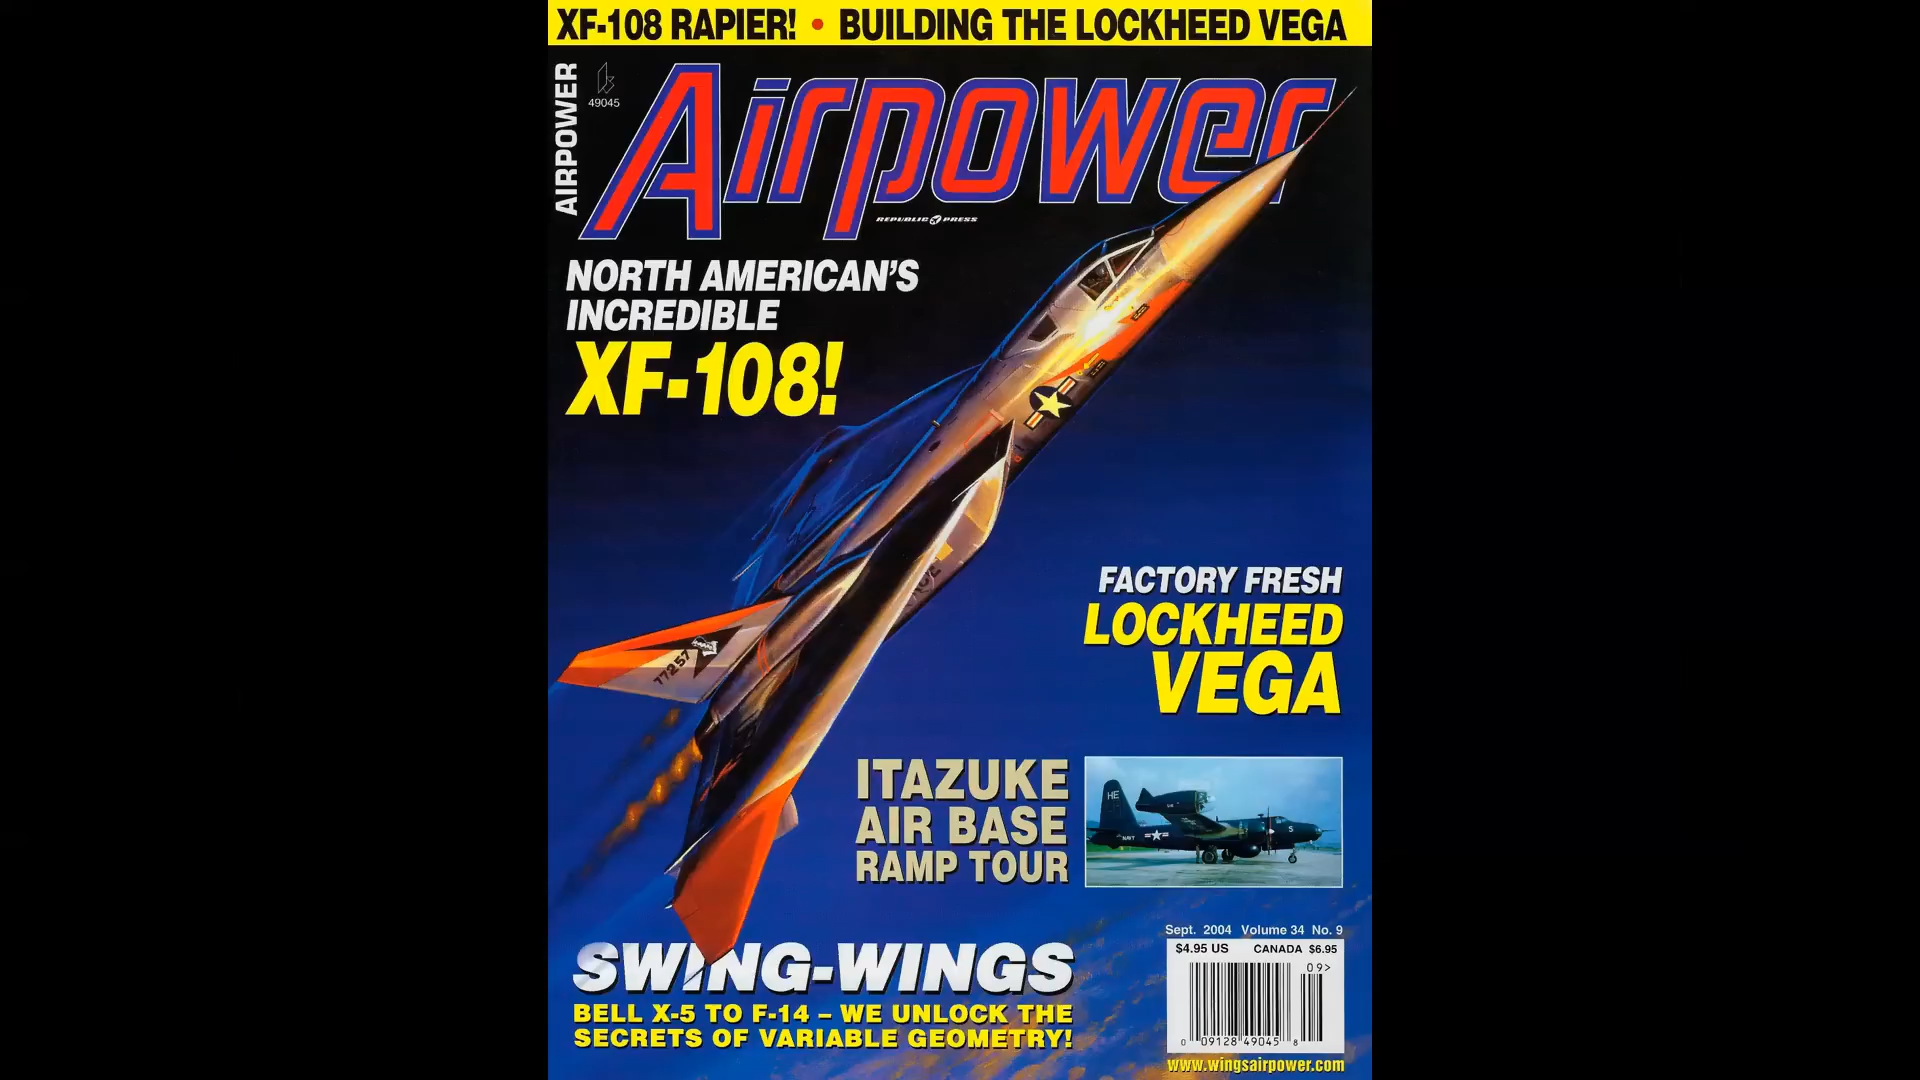 XF-108 RAPIER! • BUILDING THE LOCKHEED VEGA
AIRPOWER
49045
Airpower
REPUBLIC PRESS
NORTH AMERICAN'S
INCREDIBLE
XF-108!
FACTORY FRESH
LOCKHEED
VEGA
77257
ITAZUKE
AIR BASE
RAMP TOUR
HE
NAVY
5
SWING-WINGS
BELL X-5 TO F-14 – WE UNLOCK THE
SECRETS OF VARIABLE GEOMETRY!
Sept. 2004 Volume 34 No. 9
$4.95 US CANADA $6.95
09>
0 09128 49045 8
www.wingsairpower.com